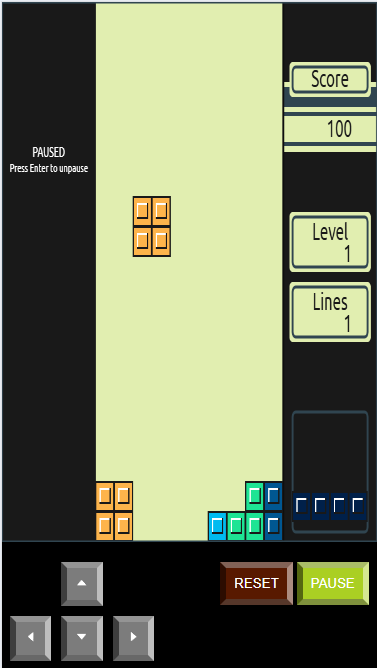 Score
100
PAUSED
Press Enter to unpause
Level
1
Lines
1
RESET
PAUSE